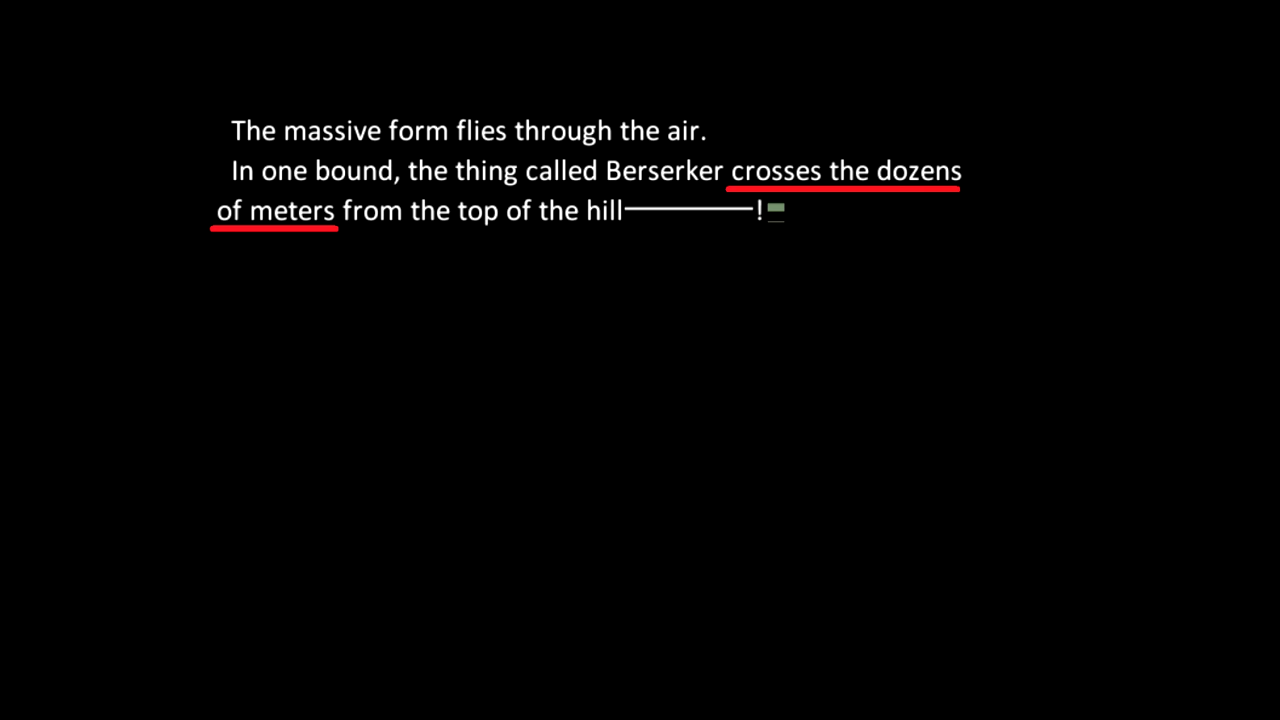 The massive form flies through the air.
In one bound, the thing called Berserker crosses the dozens
of meters from the top of the hill─────!